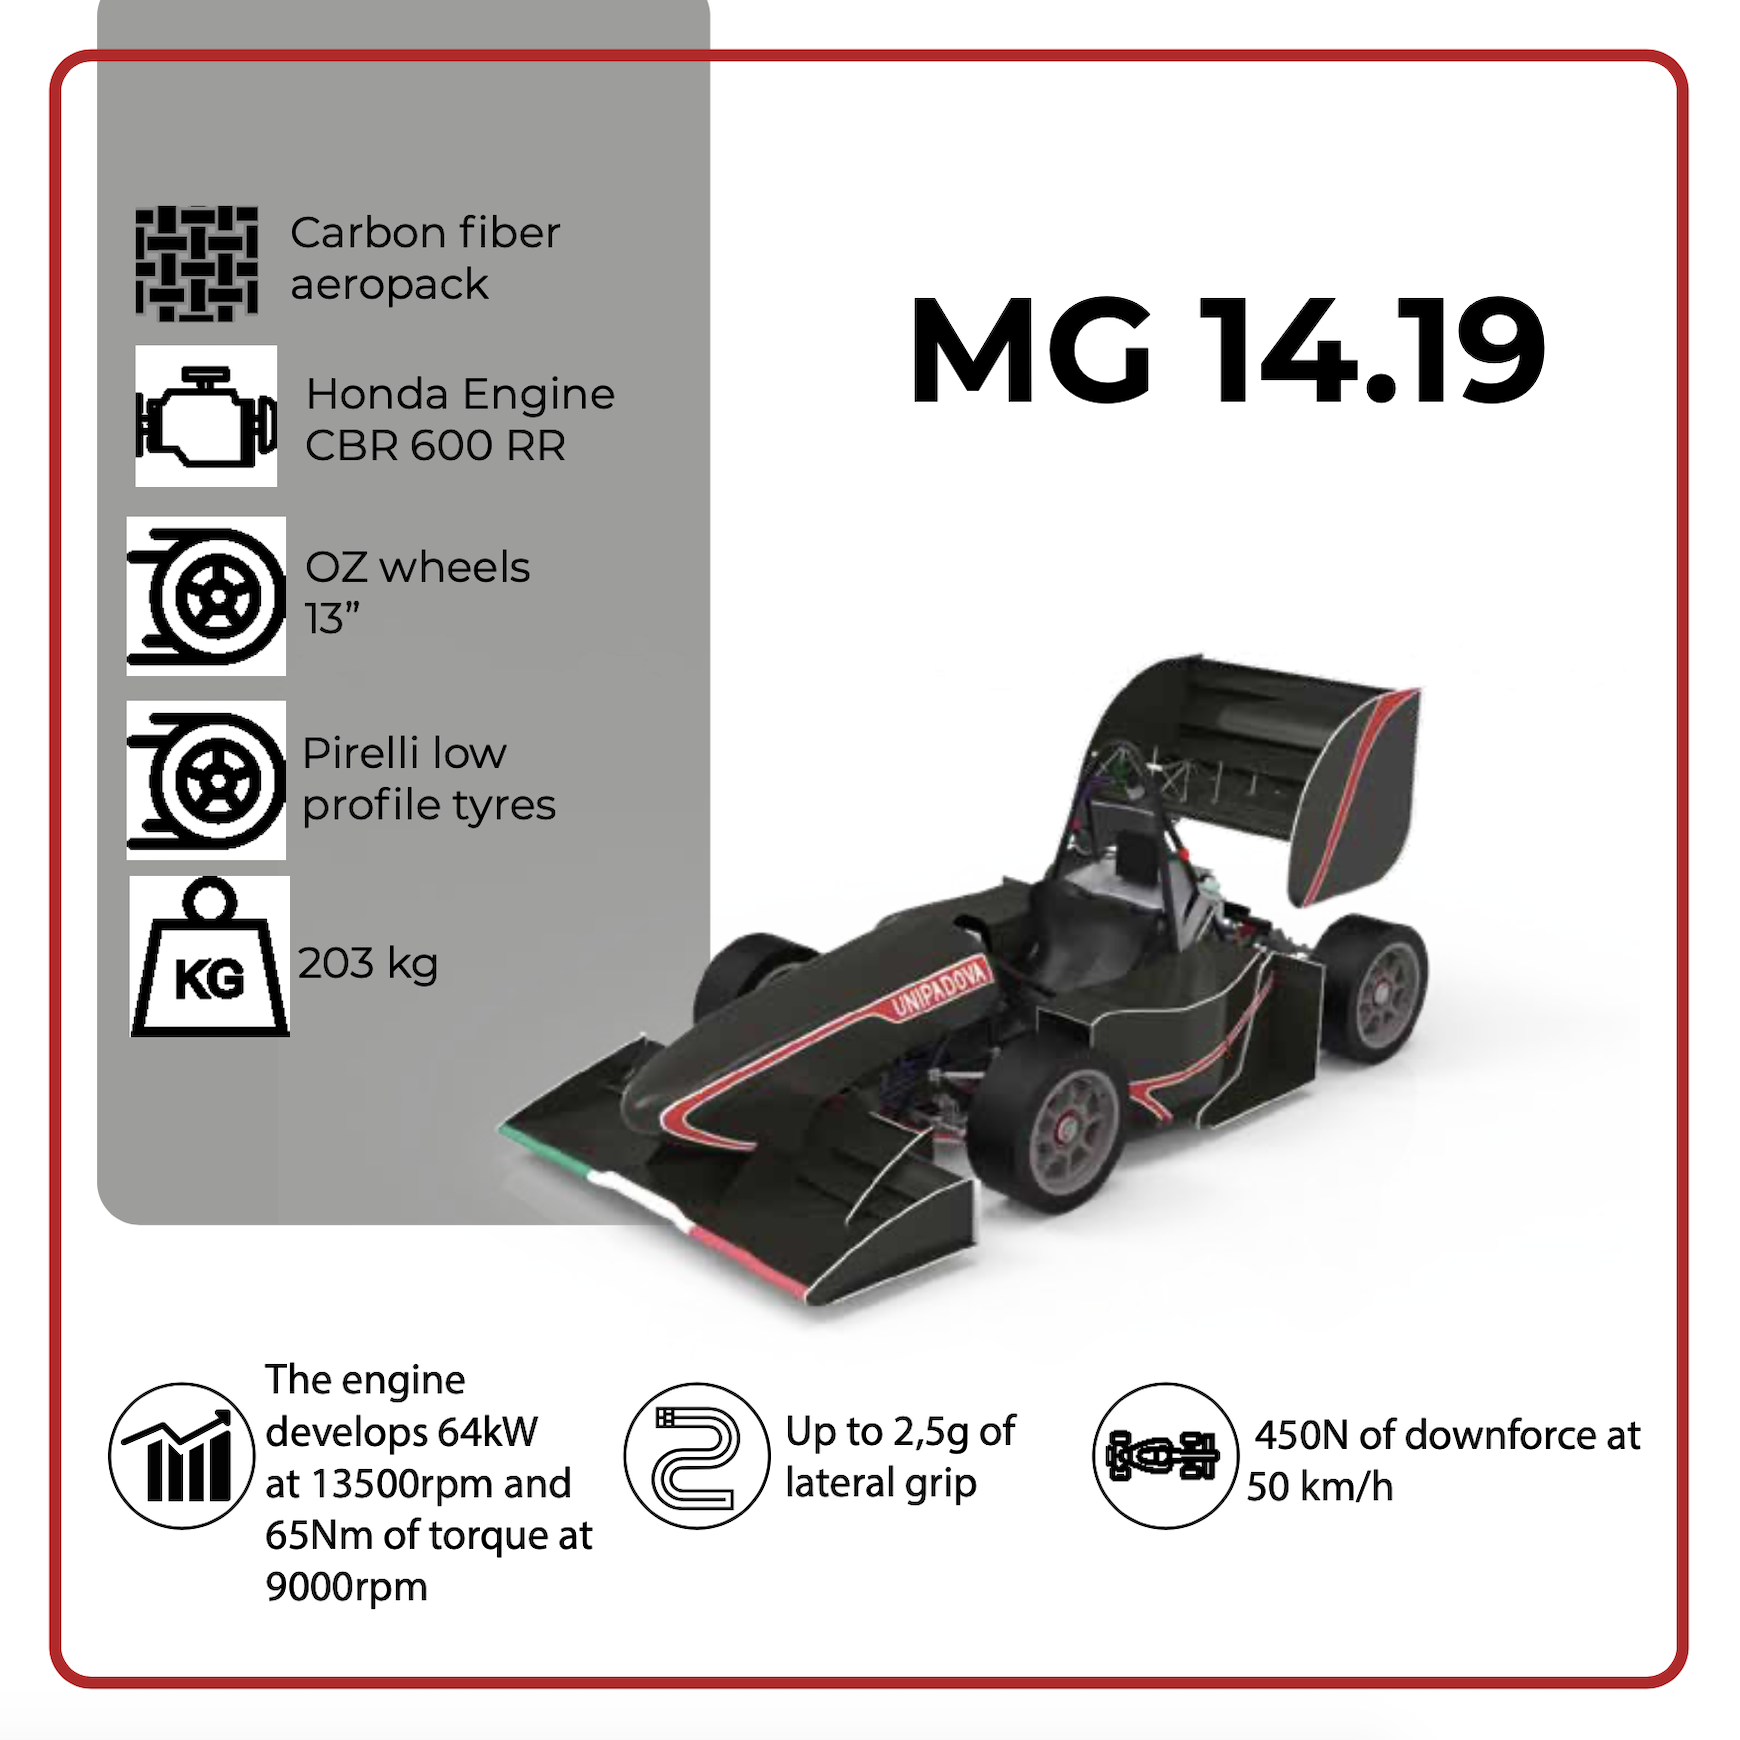 Carbon fiber
aeropack
MG 14.19
Honda Engine
CBR 600 RR
OZ wheels
13”
Pirelli low
profile tyres
KG
203 kg
UNIPADOVA
The engine
develops 64kW
at 13500rpm and
65Nm of torque at
9000rpm
Up to 2,5g of
lateral grip
450N of downforce at
50 km/h